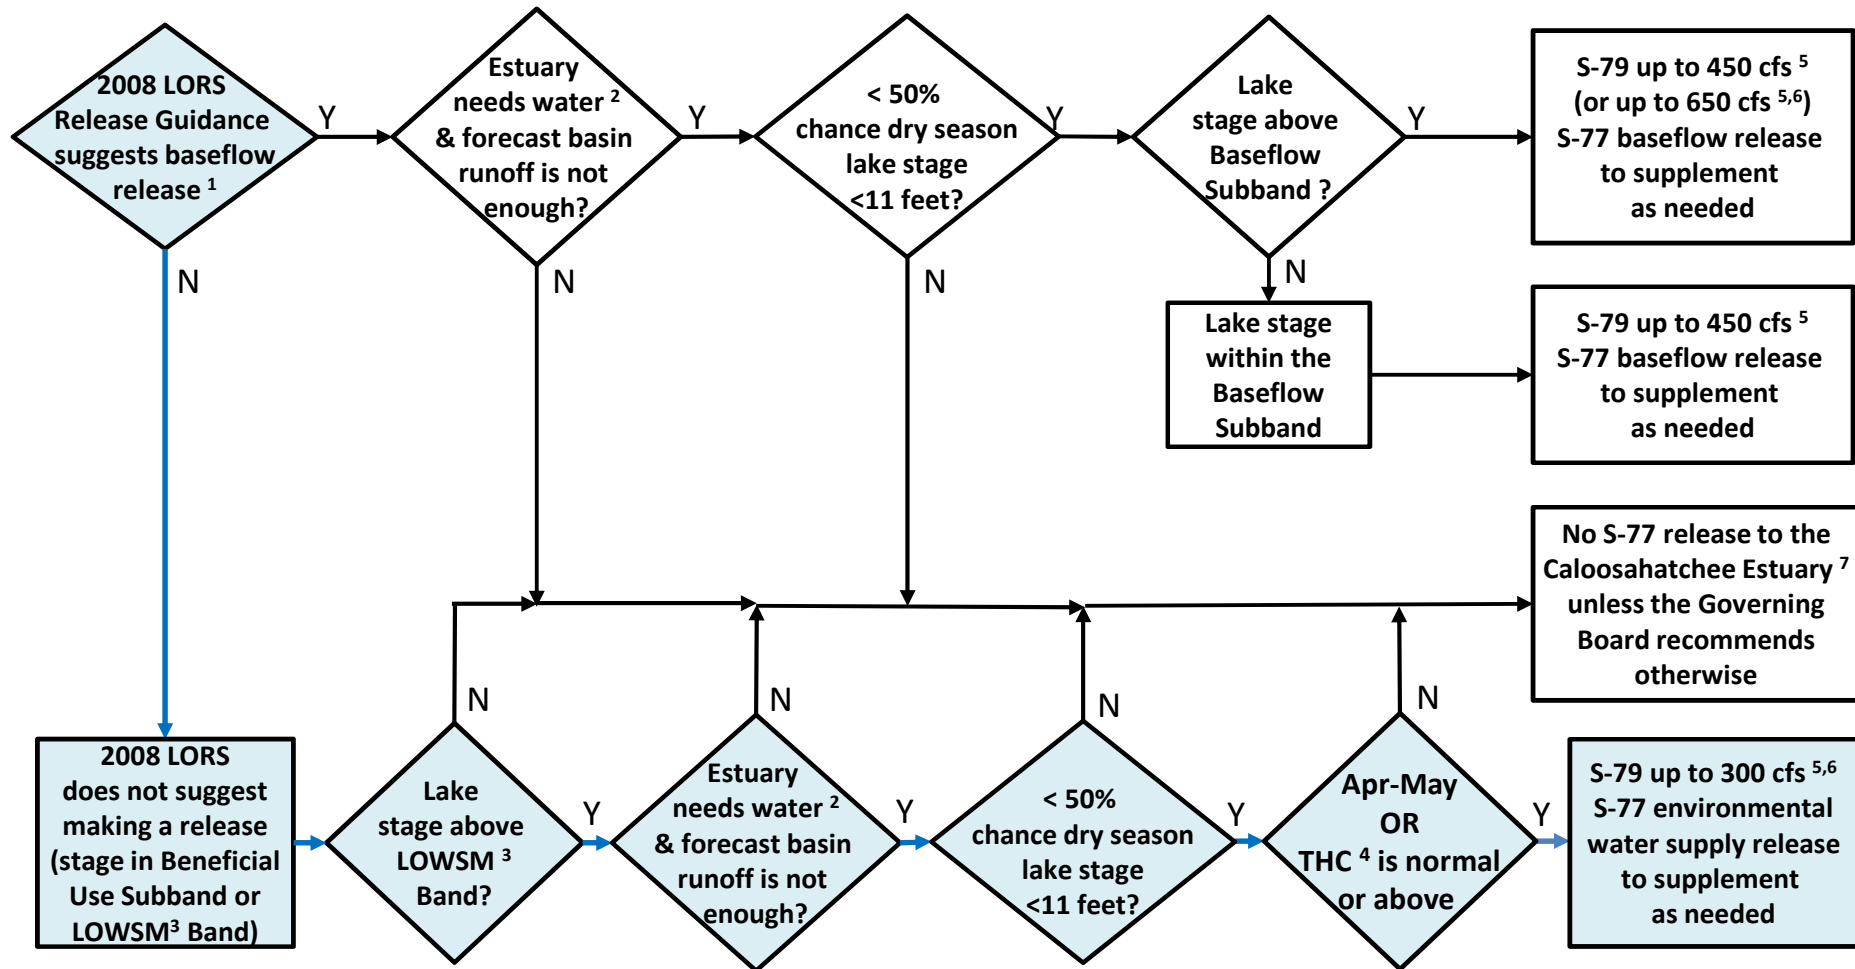 2008 LORS
Release Guidance
suggests baseflow
release 1
Y
N
Estuary
needs water 2
& forecast basin
runoff is not
enough?
Y
N
< 50%
chance dry season
lake stage
<11 feet?
Y
N
Lake
stage above
Baseflow
Subband ?
Y
N
S-79 up to 450 cfs 5
(or up to 650 cfs 5,6)
S-77 baseflow release
to supplement
as needed
Lake stage
within the
Baseflow
Subband
S-79 up to 450 cfs 5
S-77 baseflow release
to supplement
as needed
No S-77 release to the
Caloosahatchee Estuary 7
unless the Governing
Board recommends
otherwise
2008 LORS
does not suggest
making a release
(stage in Beneficial
Use Subband or
LOWSM3 Band)
N
Lake
stage above
LOWSM 3
Band?
Y
N
Estuary
needs water 2
& forecast basin
runoff is not
enough?
Y
N
< 50%
chance dry season
lake stage
<11 feet?
Y
N
Apr-May
OR
THC 4 is normal
or above
Y
S-79 up to 300 cfs 5,6
S-77 environmental
water supply release
to supplement
as needed